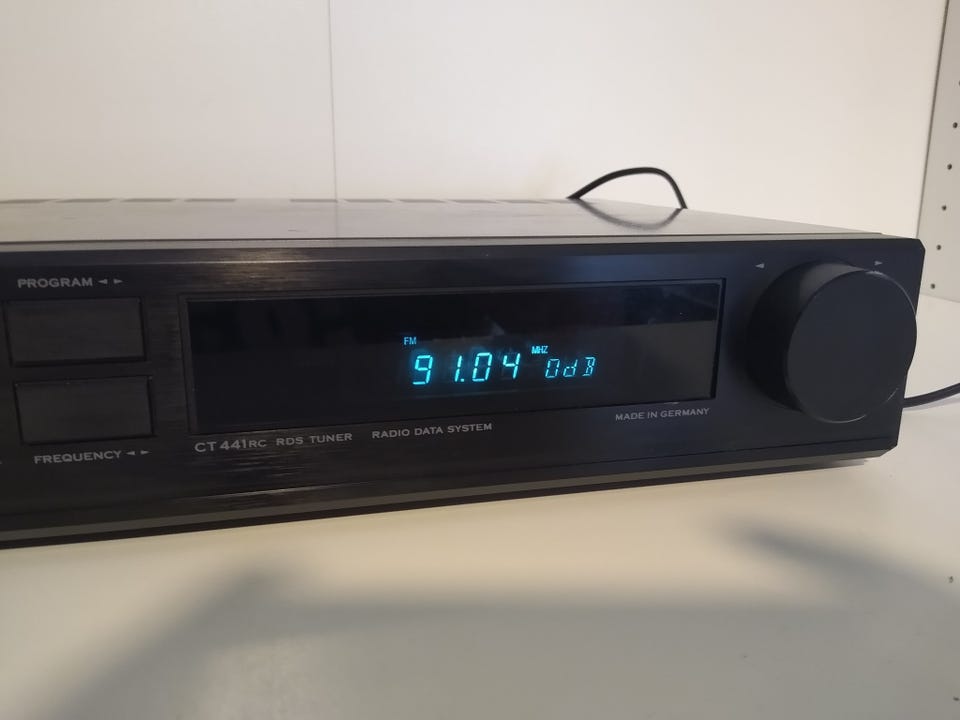 PROGRAM ◄ ►
FREQUENCY ◄ ►
FM
91.04 MHZ 0dB
CT 441RC RDS TUNER RADIO DATA SYSTEM
MADE IN GERMANY
◄ ►